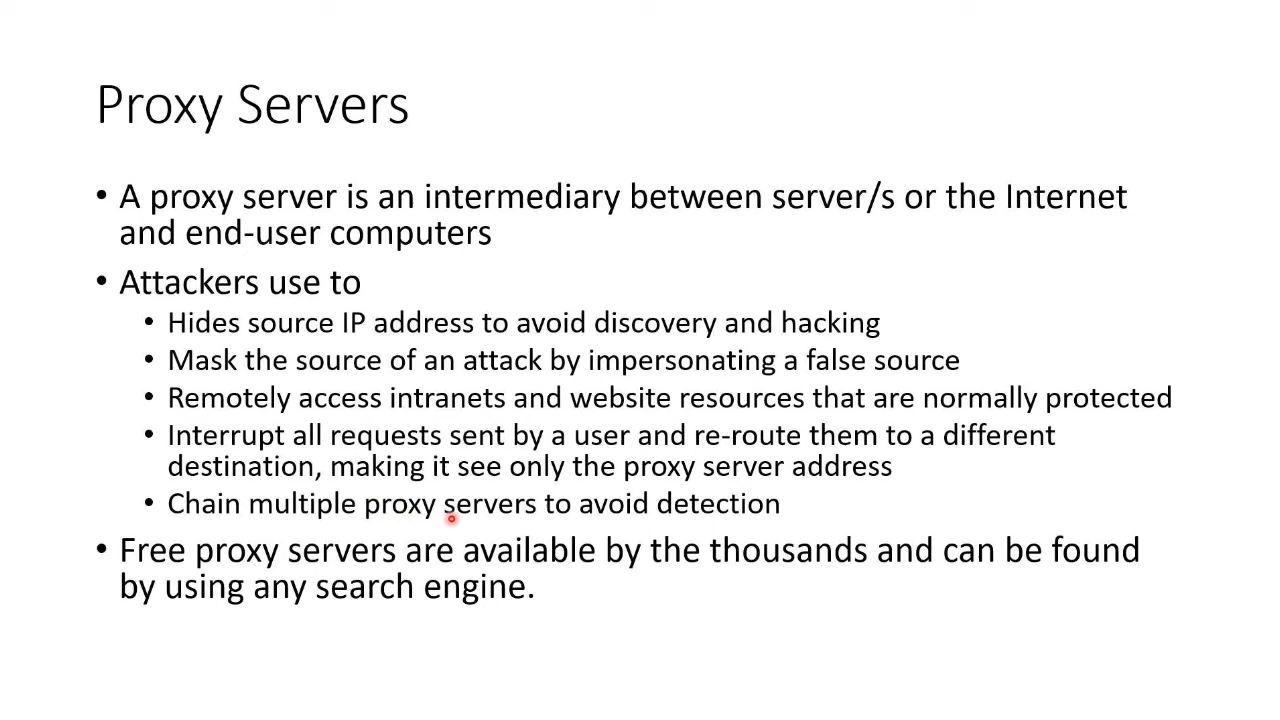 Proxy Servers
• A proxy server is an intermediary between server/s or the Internet
and end-user computers
• Attackers use to
• Hides source IP address to avoid discovery and hacking
• Mask the source of an attack by impersonating a false source
• Remotely access intranets and website resources that are normally protected
• Interrupt all requests sent by a user and re-route them to a different
destination, making it see only the proxy server address
• Chain multiple proxy servers to avoid detection
• Free proxy servers are available by the thousands and can be found
by using any search engine.